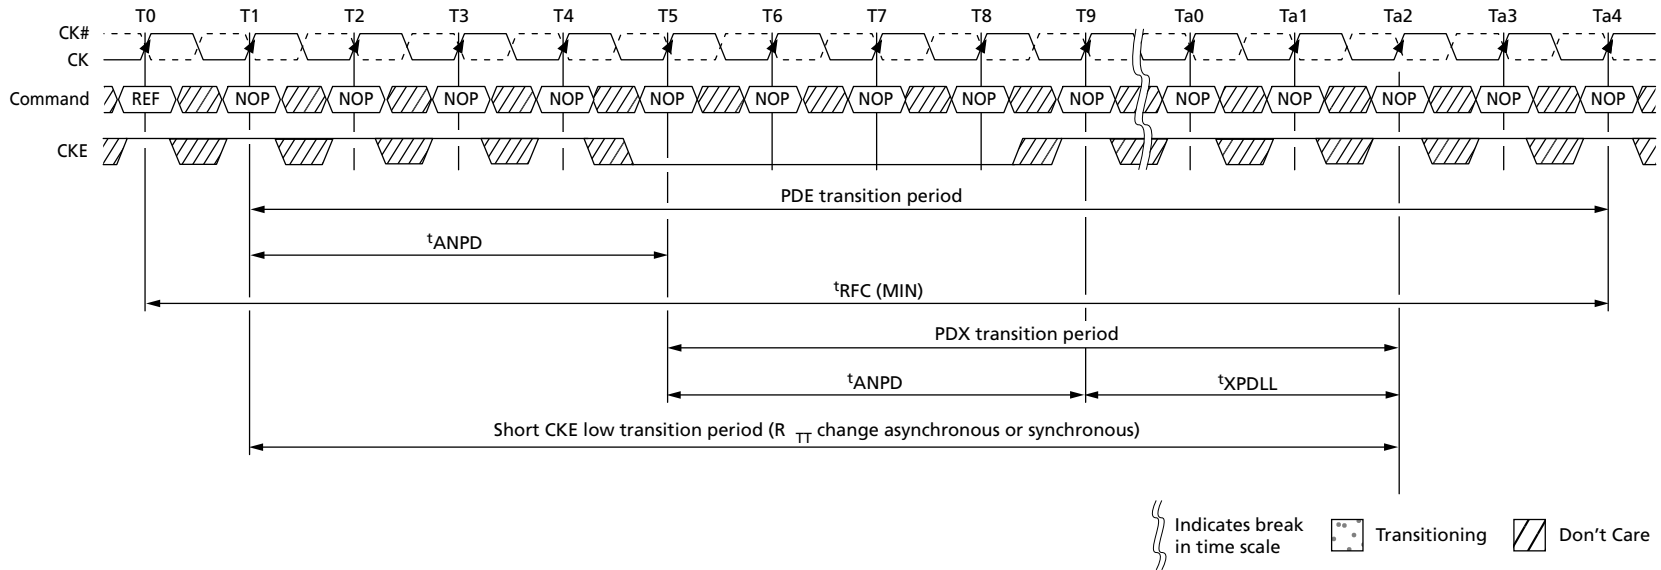 T0 T1 T2 T3 T4 T5 T6 T7 T8 T9 Ta0 Ta1 Ta2 Ta3 Ta4
CK#
CK
Command REF NOP NOP NOP NOP NOP NOP NOP NOP NOP NOP NOP NOP NOP NOP
CKE
PDE transition period
tANPD
tRFC (MIN)
PDX transition period
tANPD tXPDLL
Short CKE low transition period (R TT change asynchronous or synchronous)
Indicates break
in time scale
Transitioning
Don't Care